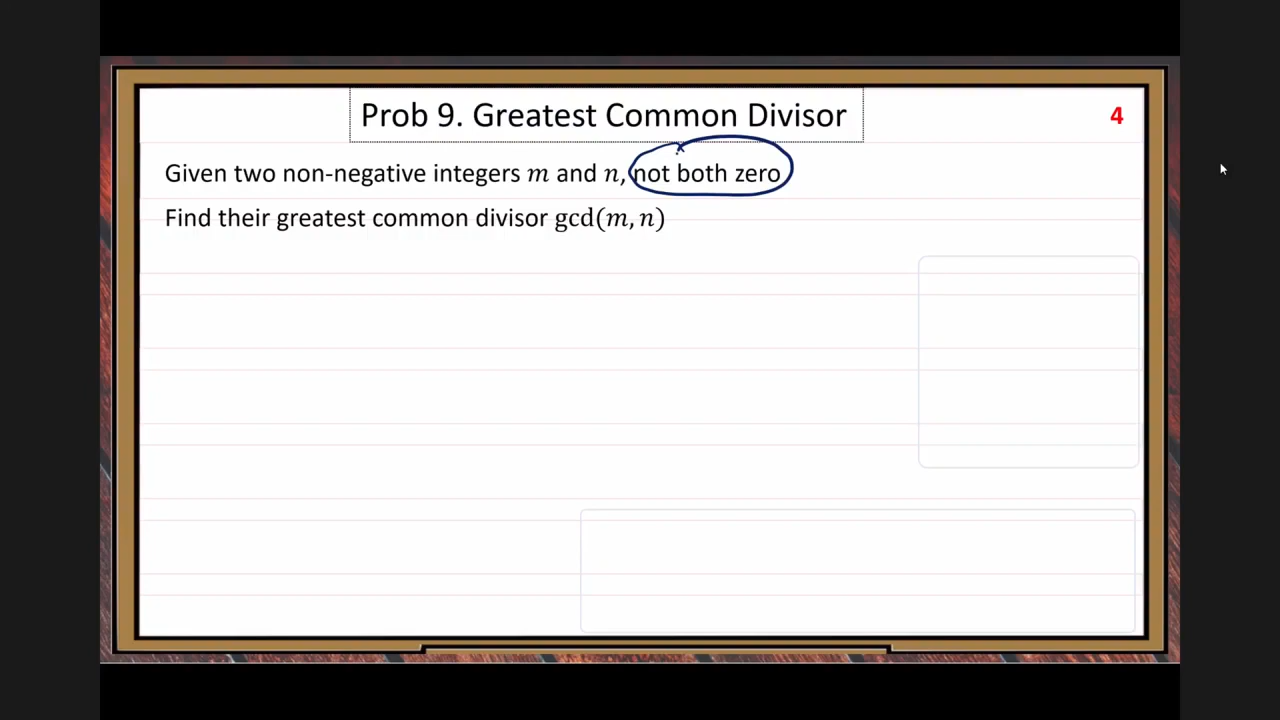 Prob 9. Greatest Common Divisor
4
Given two non-negative integers m and n, not both zero
Find their greatest common divisor gcd(m, n)